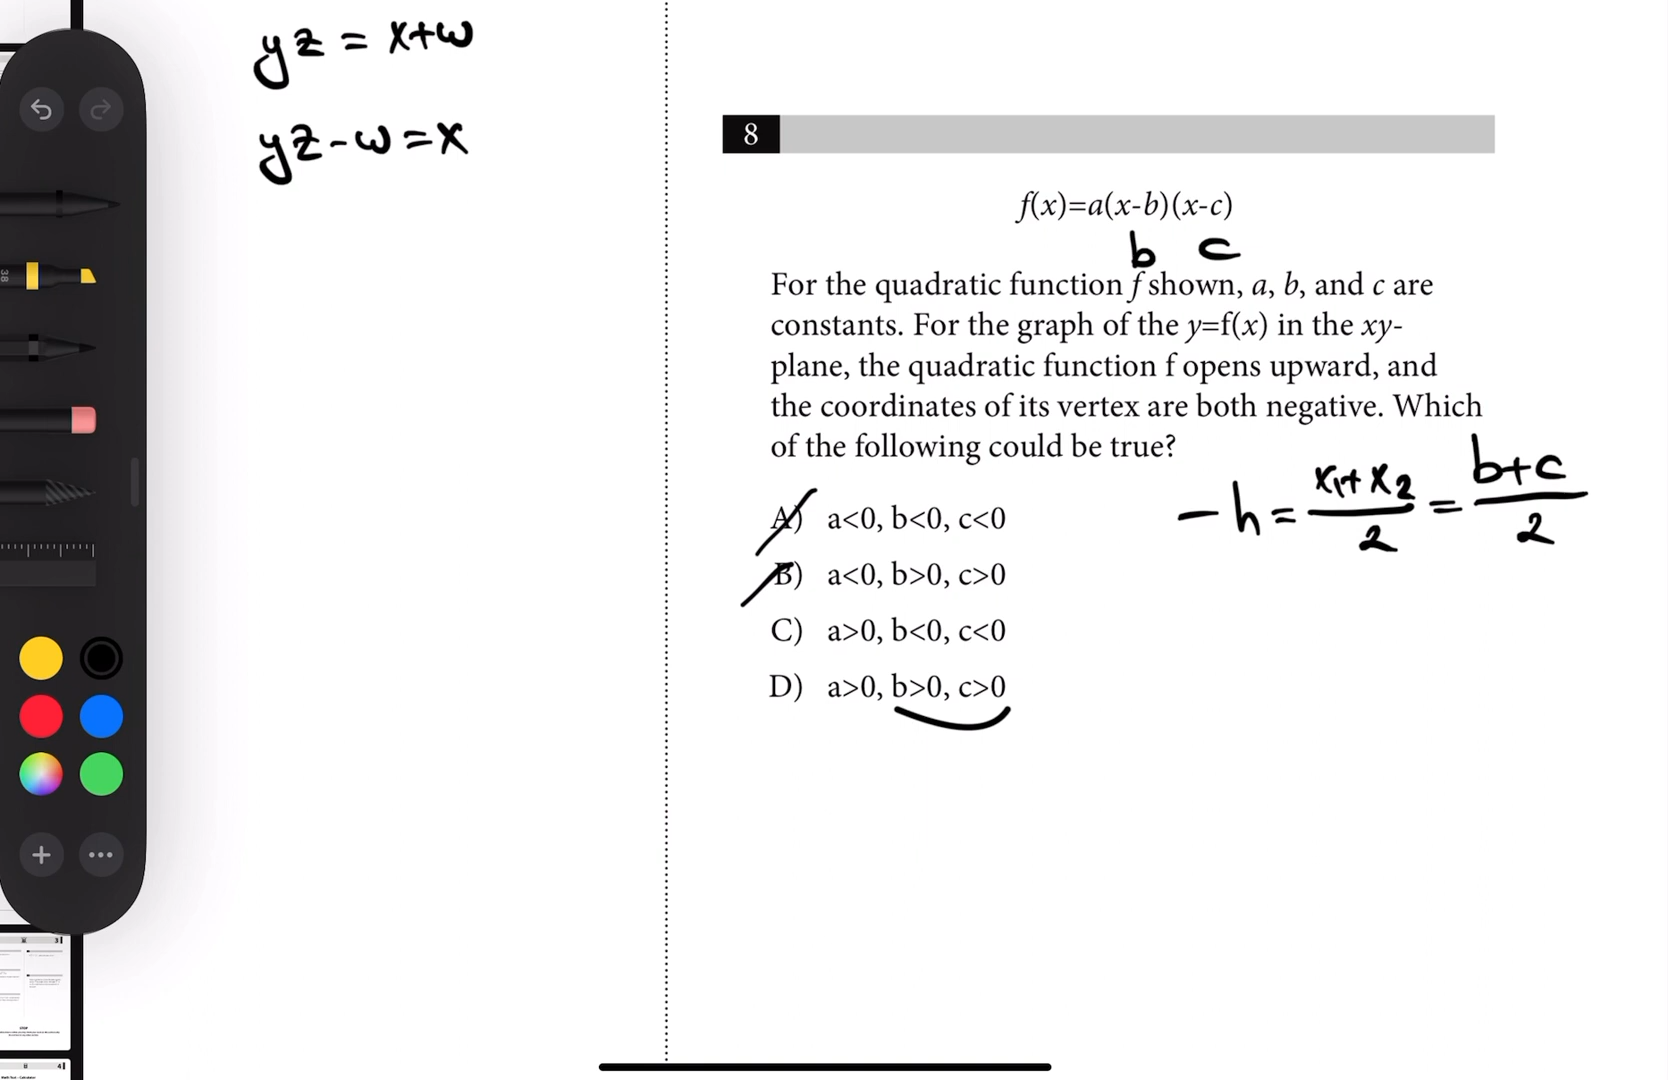 yz = x+w
yz-w=x
8
f(x)=a(x-b)(x-c)
b c
For the quadratic function f shown, a, b, and c are
constants. For the graph of the y=f(x) in the xy-
plane, the quadratic function f opens upward, and
the coordinates of its vertex are both negative. Which
of the following could be true?
A) a<0, b<0, c<0
B) a<0, b>0, c>0
C) a>0, b<0, c<0
D) a>0, b>0, c>0
-h = x₁+x₂/2 = b+c/2